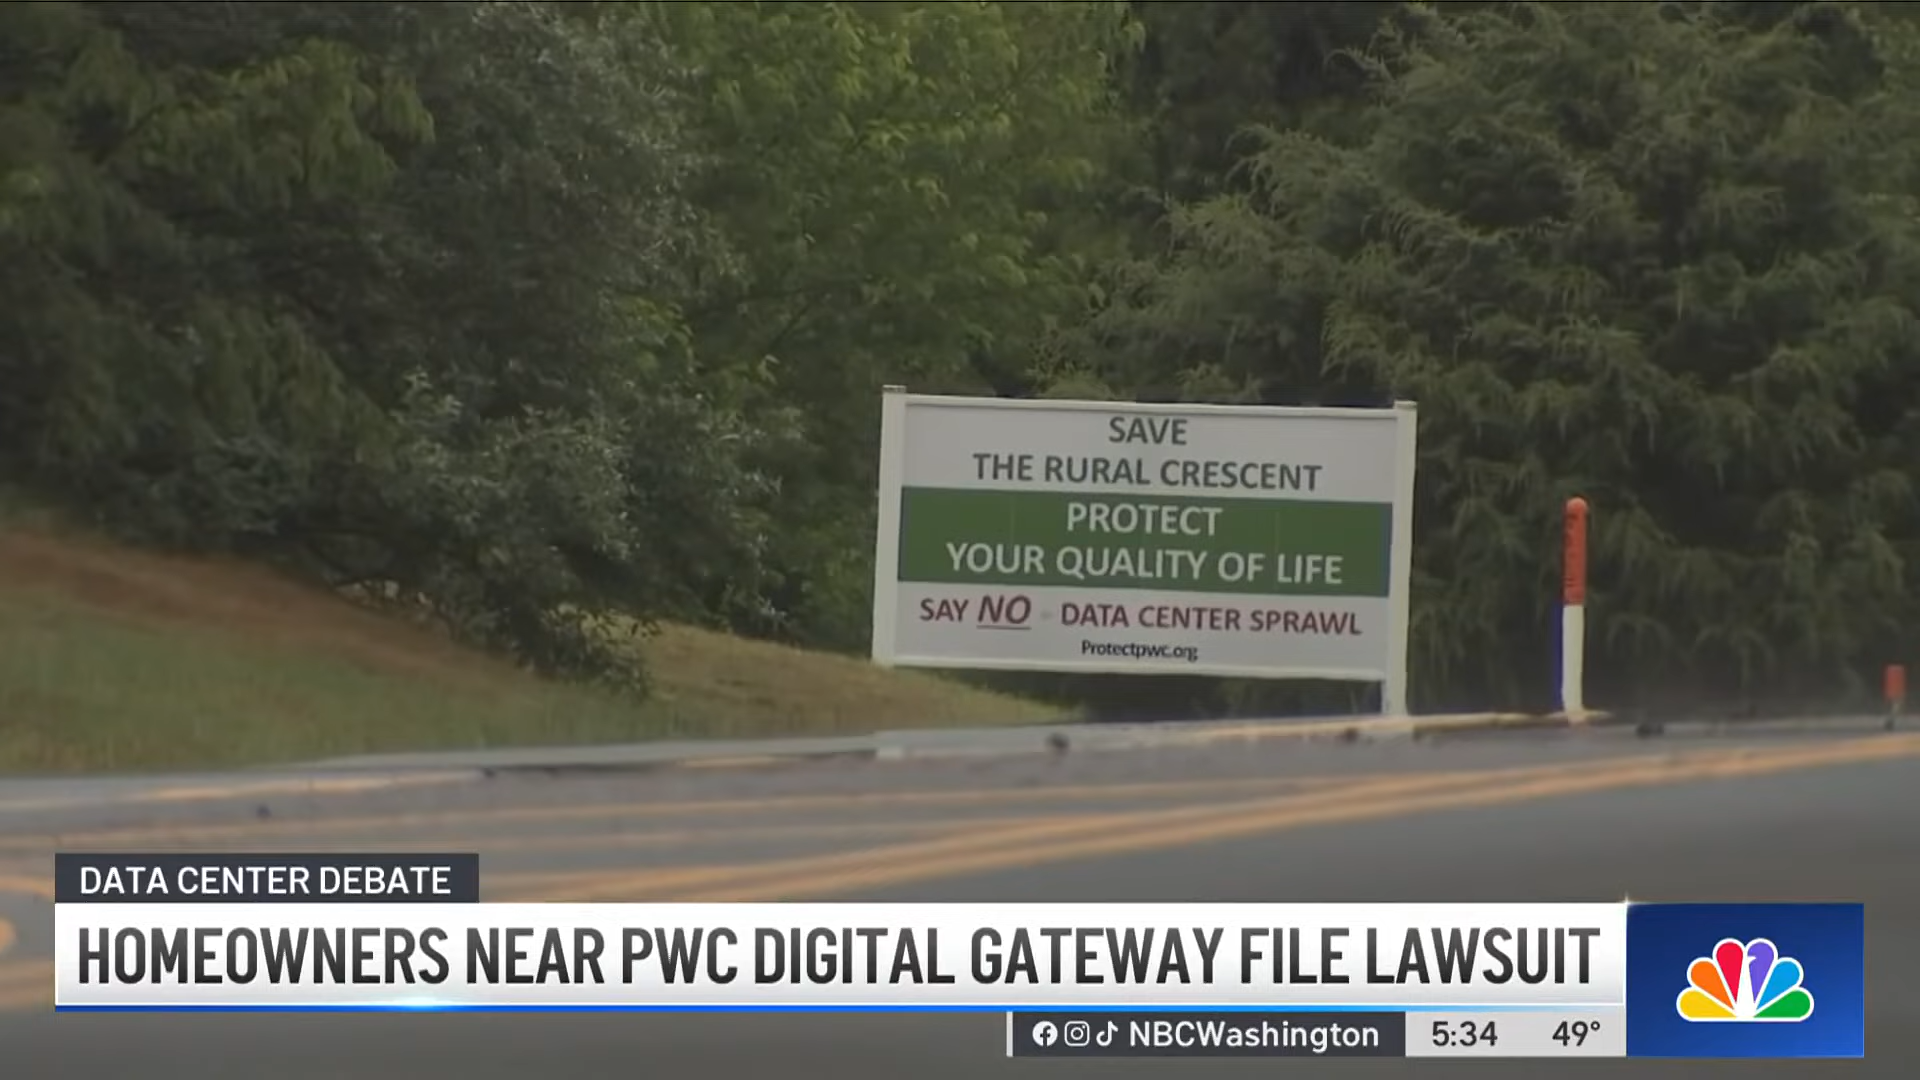 SAVE
THE RURAL CRESCENT
PROTECT
YOUR QUALITY OF LIFE
SAY NO - DATA CENTER SPRAWL
Protectpwc.org
DATA CENTER DEBATE
HOMEOWNERS NEAR PWC DIGITAL GATEWAY FILE LAWSUIT
NBCWashington 5:34 49°